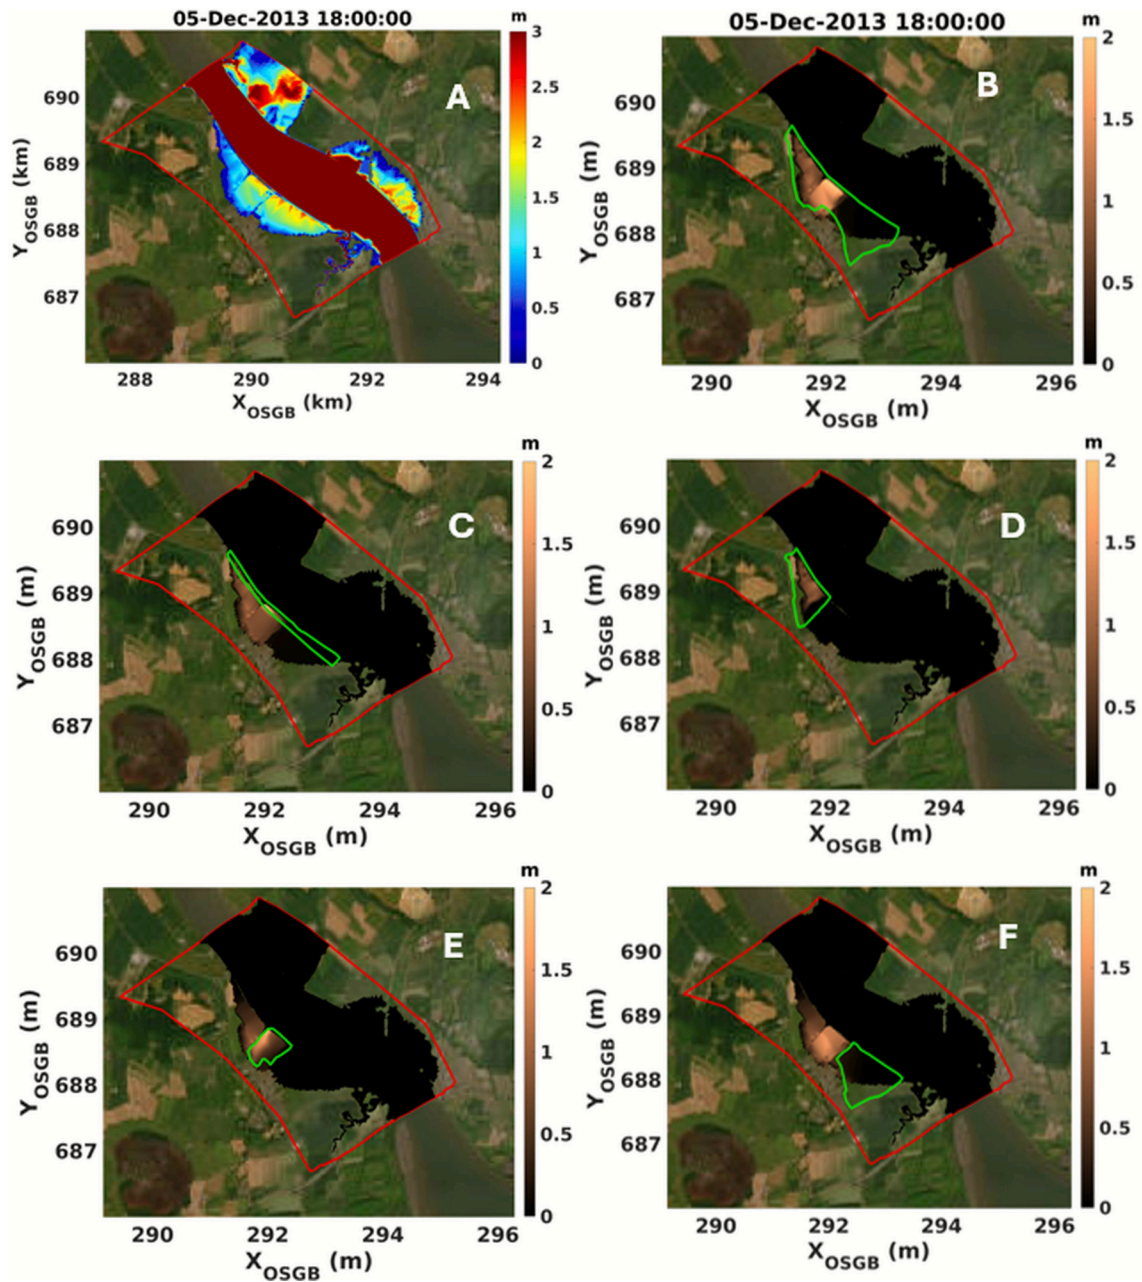 05-Dec-2013 18:00:00
m
A
3
2.5
2
1.5
1
0.5
0
690
689
688
687
Y_OSGB (km)
288 290 292 294
X_OSGB (km)
05-Dec-2013 18:00:00
m
B
2
1.5
1
0.5
0
690
689
688
687
Y_OSGB (m)
290 292 294 296
X_OSGB (m)
m
C
2
1.5
1
0.5
0
690
689
688
687
Y_OSGB (m)
290 292 294 296
X_OSGB (m)
m
D
2
1.5
1
0.5
0
690
689
688
687
Y_OSGB (m)
290 292 294 296
X_OSGB (m)
m
E
2
1.5
1
0.5
0
690
689
688
687
Y_OSGB (m)
290 292 294 296
X_OSGB (m)
m
F
2
1.5
1
0.5
0
690
689
688
687
Y_OSGB (m)
290 292 294 296
X_OSGB (m)